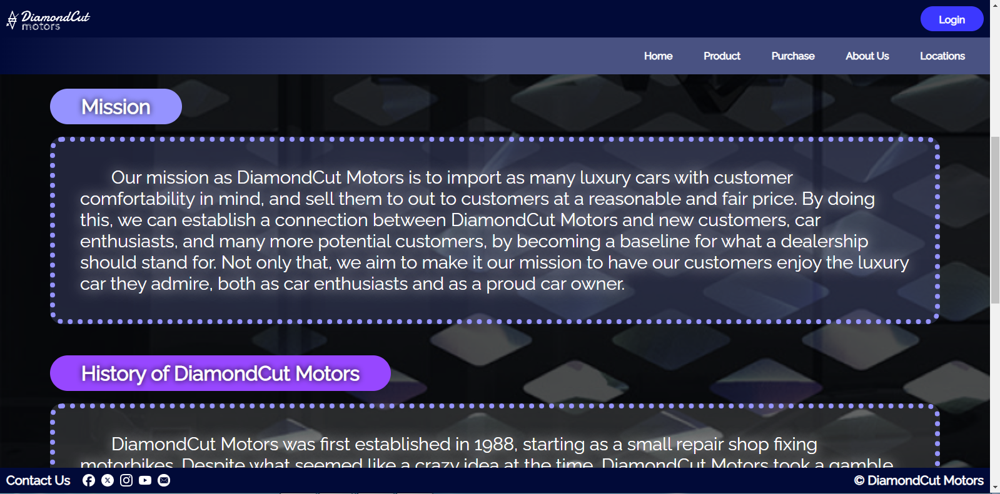 DiamondCut
motors
Login
Home Product Purchase About Us Locations
Mission
Our mission as DiamondCut Motors is to import as many luxury cars with customer
comfortability in mind, and sell them to out to customers at a reasonable and fair price. By doing
this, we can establish a connection between DiamondCut Motors and new customers, car
enthusiasts, and many more potential customers, by becoming a baseline for what a dealership
should stand for. Not only that, we aim to make it our mission to have our customers enjoy the luxury
car they admire, both as car enthusiasts and as a proud car owner.
History of DiamondCut Motors
DiamondCut Motors was first established in 1988, starting as a small repair shop fixing
motorbikes. Despite what seemed like a crazy idea at the time, DiamondCut Motors took a gamble
Contact Us
© DiamondCut Motors